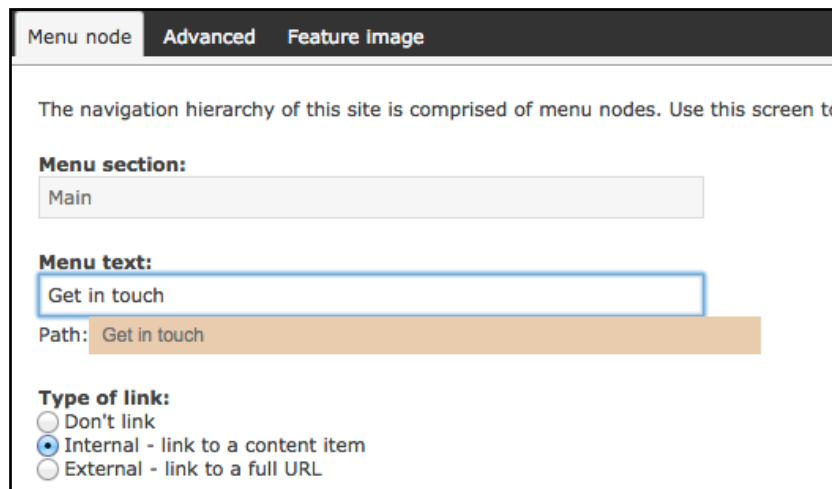 Menu node Advanced Feature image
The navigation hierarchy of this site is comprised of menu nodes. Use this screen
Menu section:
Main
Menu text:
Get in touch
Path: Get in touch
Type of link:
Don't link
Internal - link to a content item
External - link to a full URL